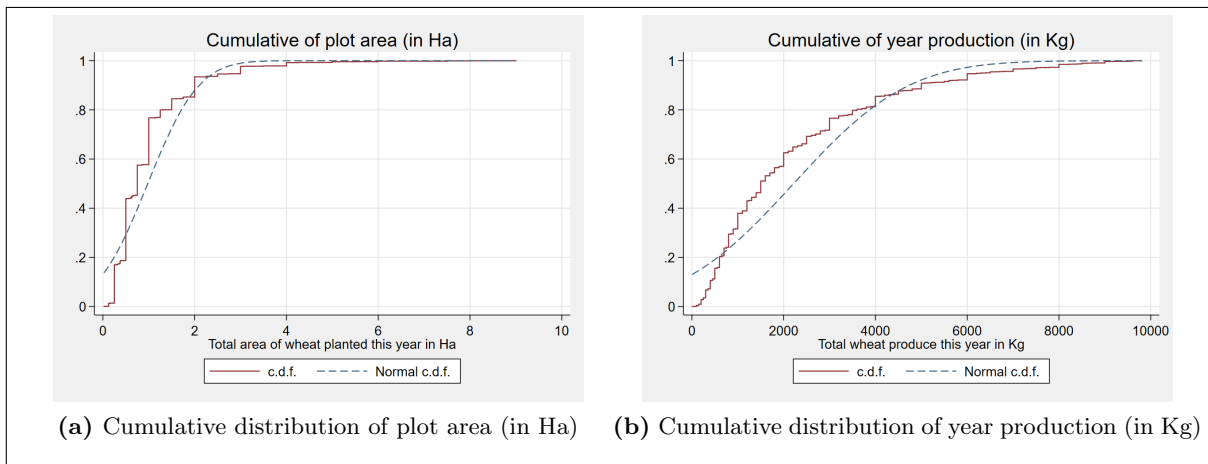 Cumulative of plot area (in Ha)
1
.8
.6
.4
.2
0
0 2 4 6 8 10
Total area of wheat planted this year in Ha
c.d.f. Normal c.d.f.
(a) Cumulative distribution of plot area (in Ha)
Cumulative of year production (in Kg)
1
.8
.6
.4
.2
0
0 2000 4000 6000 8000 10000
Total wheat produce this year in Kg
c.d.f. Normal c.d.f.
(b) Cumulative distribution of year production (in Kg)